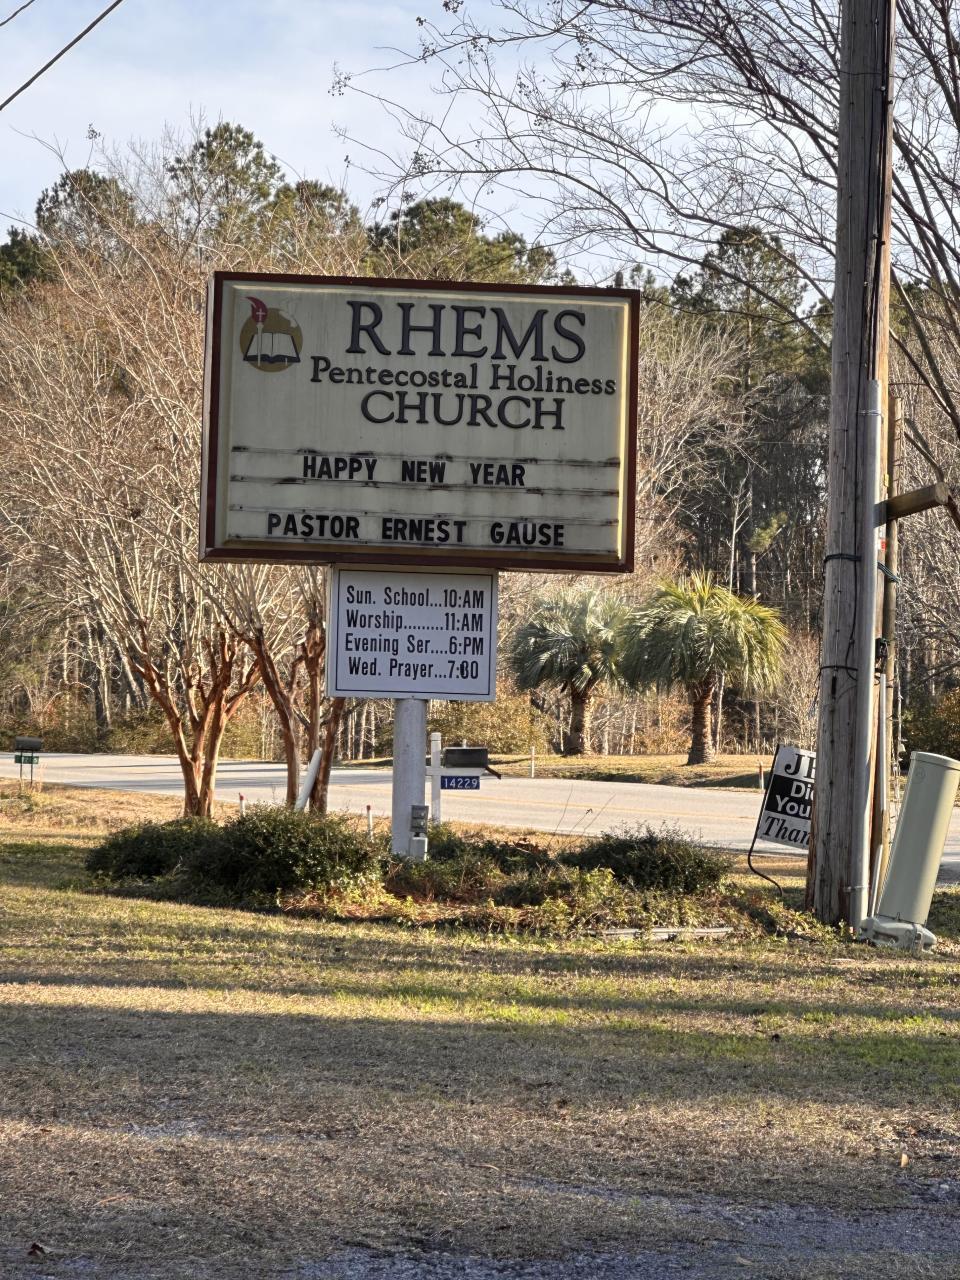 RHEMS
Pentecostal Holiness
CHURCH
HAPPY NEW YEAR
PASTOR ERNEST GAUSE
Sun. School...10:AM
Worship.........11:AM
Evening Ser....6:PM
Wed. Prayer...7:00
14229
You